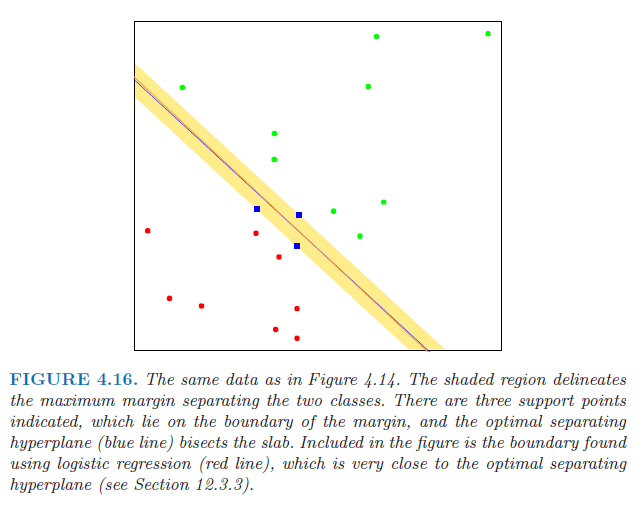 FIGURE 4.16. The same data as in Figure 4.14. The shaded region delineates
the maximum margin separating the two classes. There are three support points
indicated, which lie on the boundary of the margin, and the optimal separating
hyperplane (blue line) bisects the slab. Included in the figure is the boundary found
using logistic regression (red line), which is very close to the optimal separating
hyperplane (see Section 12.3.3).